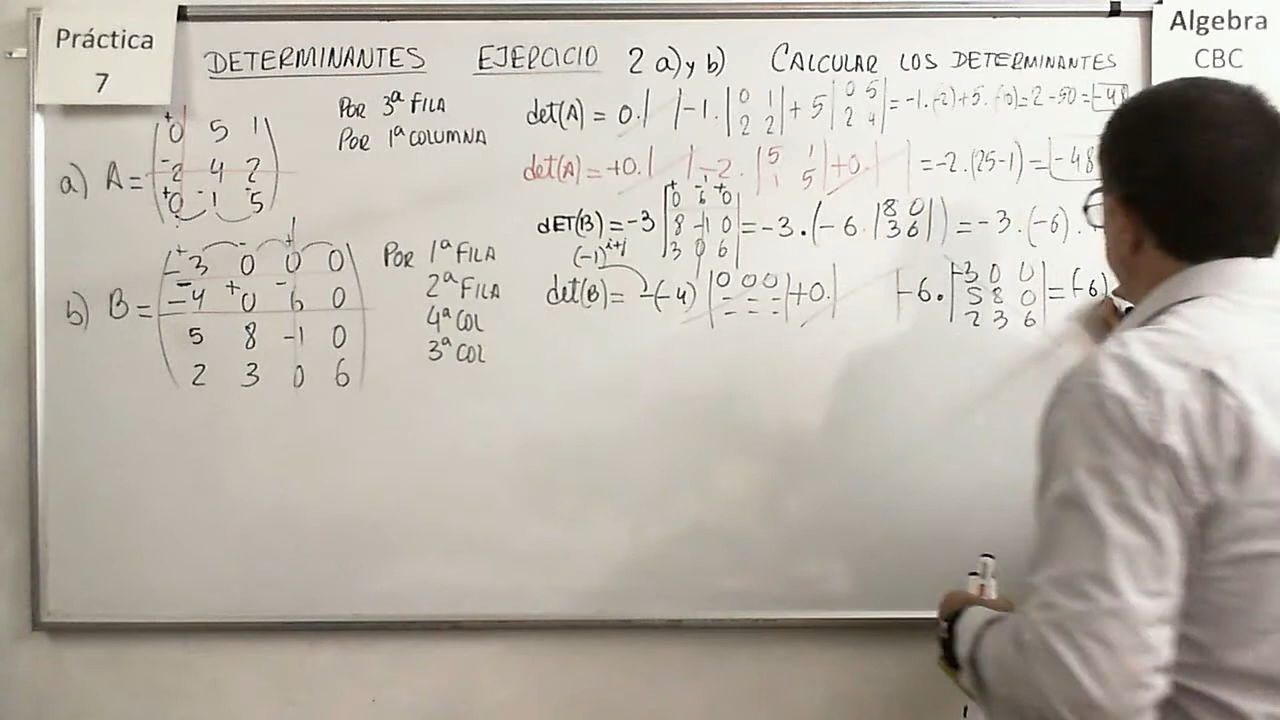 Práctica
7
Algebra
CBC
DETERMINANTES EJERCICIO 2 a) y b) CALCULAR LOS DETERMINANTES
a) A =
+0 5 1
-2 4 2
+0 -1 5
POR 3ª FILA
POR 1ª COLUMNA
det(A) = 0.| |-1.|0 1| + 5|0 5| = -1.(-2)+5.(-10)=2-50=-48
2 2 2 4
det(A) = +0.| |-2.|5 1|+0.| | = -2.(25-1) = -48
1 5
b) B =
+-3 0- 0+ 0
-4 +0 -6 0
5 8 -1 0
2 3 0 6
POR 1ª FILA
2ª FILA
4ª COL
3ª COL
DET(B) = -3 |+0 -6 +0| = -3.(-6.|8 0|) = -3.(-6).
8 -1 0 3 6
3 0 6
(-1)^i+j
det(B) = -(-4)|0 0 0|+0.| |-6.|-3 0 0| = (-6)
- - - 5 8 0
2 3 6